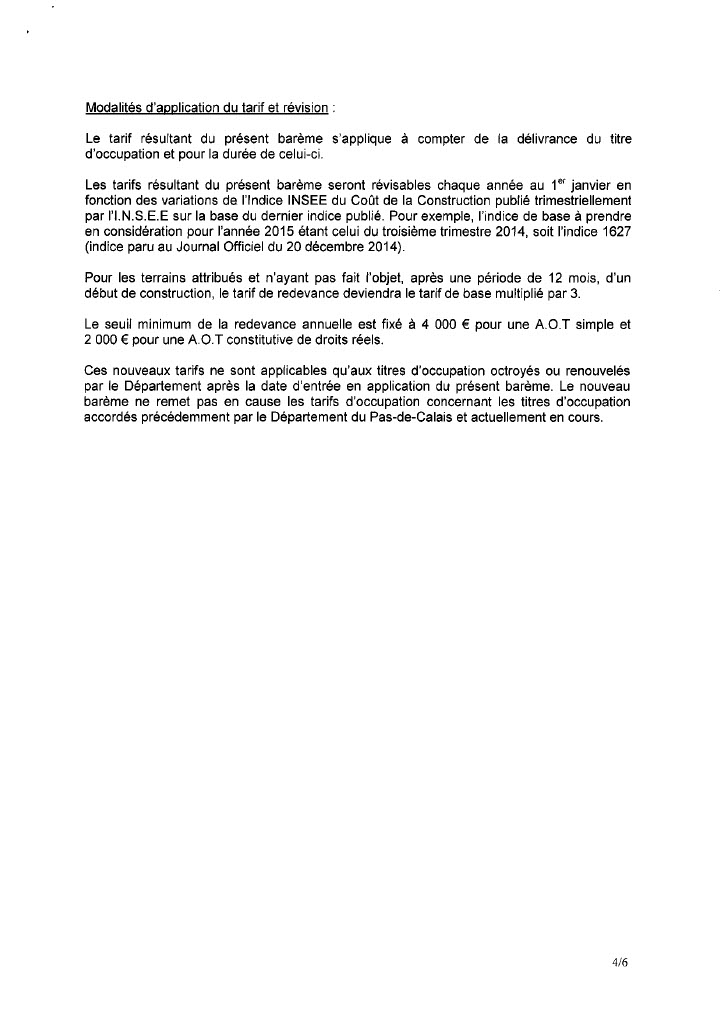 Modalités d'application du tarif et révision :
Le tarif résultant du présent barème s'applique à compter de la délivrance du titre
d'occupation et pour la durée de celui-ci.
Les tarifs résultant du présent barème seront révisables chaque année au 1er janvier en
fonction des variations de l'Indice INSEE du Coût de la Construction publié trimestriellement
par l'I.N.S.E.E sur la base du dernier indice publié. Pour exemple, l'indice de base à prendre
en considération pour l'année 2015 étant celui du troisième trimestre 2014, soit l'indice 1627
(indice paru au Journal Officiel du 20 décembre 2014).
Pour les terrains attribués et n'ayant pas fait l'objet, après une période de 12 mois, d'un
début de construction, le tarif de redevance deviendra le tarif de base multiplié par 3.
Le seuil minimum de la redevance annuelle est fixé à 4 000 € pour une A.O.T simple et
2 000 € pour une A.O.T constitutive de droits réels.
Ces nouveaux tarifs ne sont applicables qu'aux titres d'occupation octroyés ou renouvelés
par le Département après la date d'entrée en application du présent barème. Le nouveau
barème ne remet pas en cause les tarifs d'occupation concernant les titres d'occupation
accordés précédemment par le Département du Pas-de-Calais et actuellement en cours.
4/6